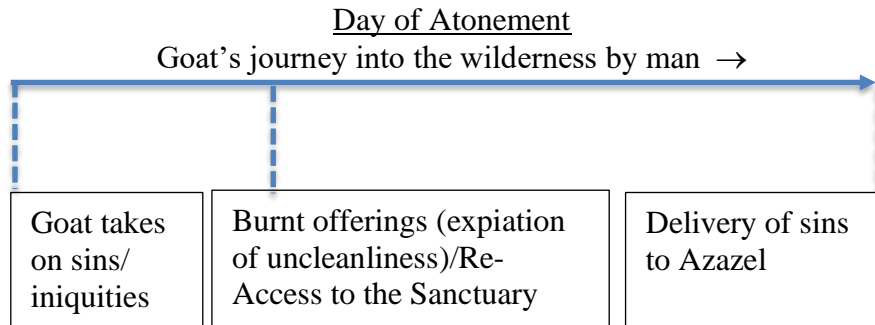 Day of Atonement
Goat’s journey into the wilderness by man →
Goat takes
on sins/
iniquities
Burnt offerings (expiation
of uncleanliness)/Re-
Access to the Sanctuary
Delivery of sins
to Azazel